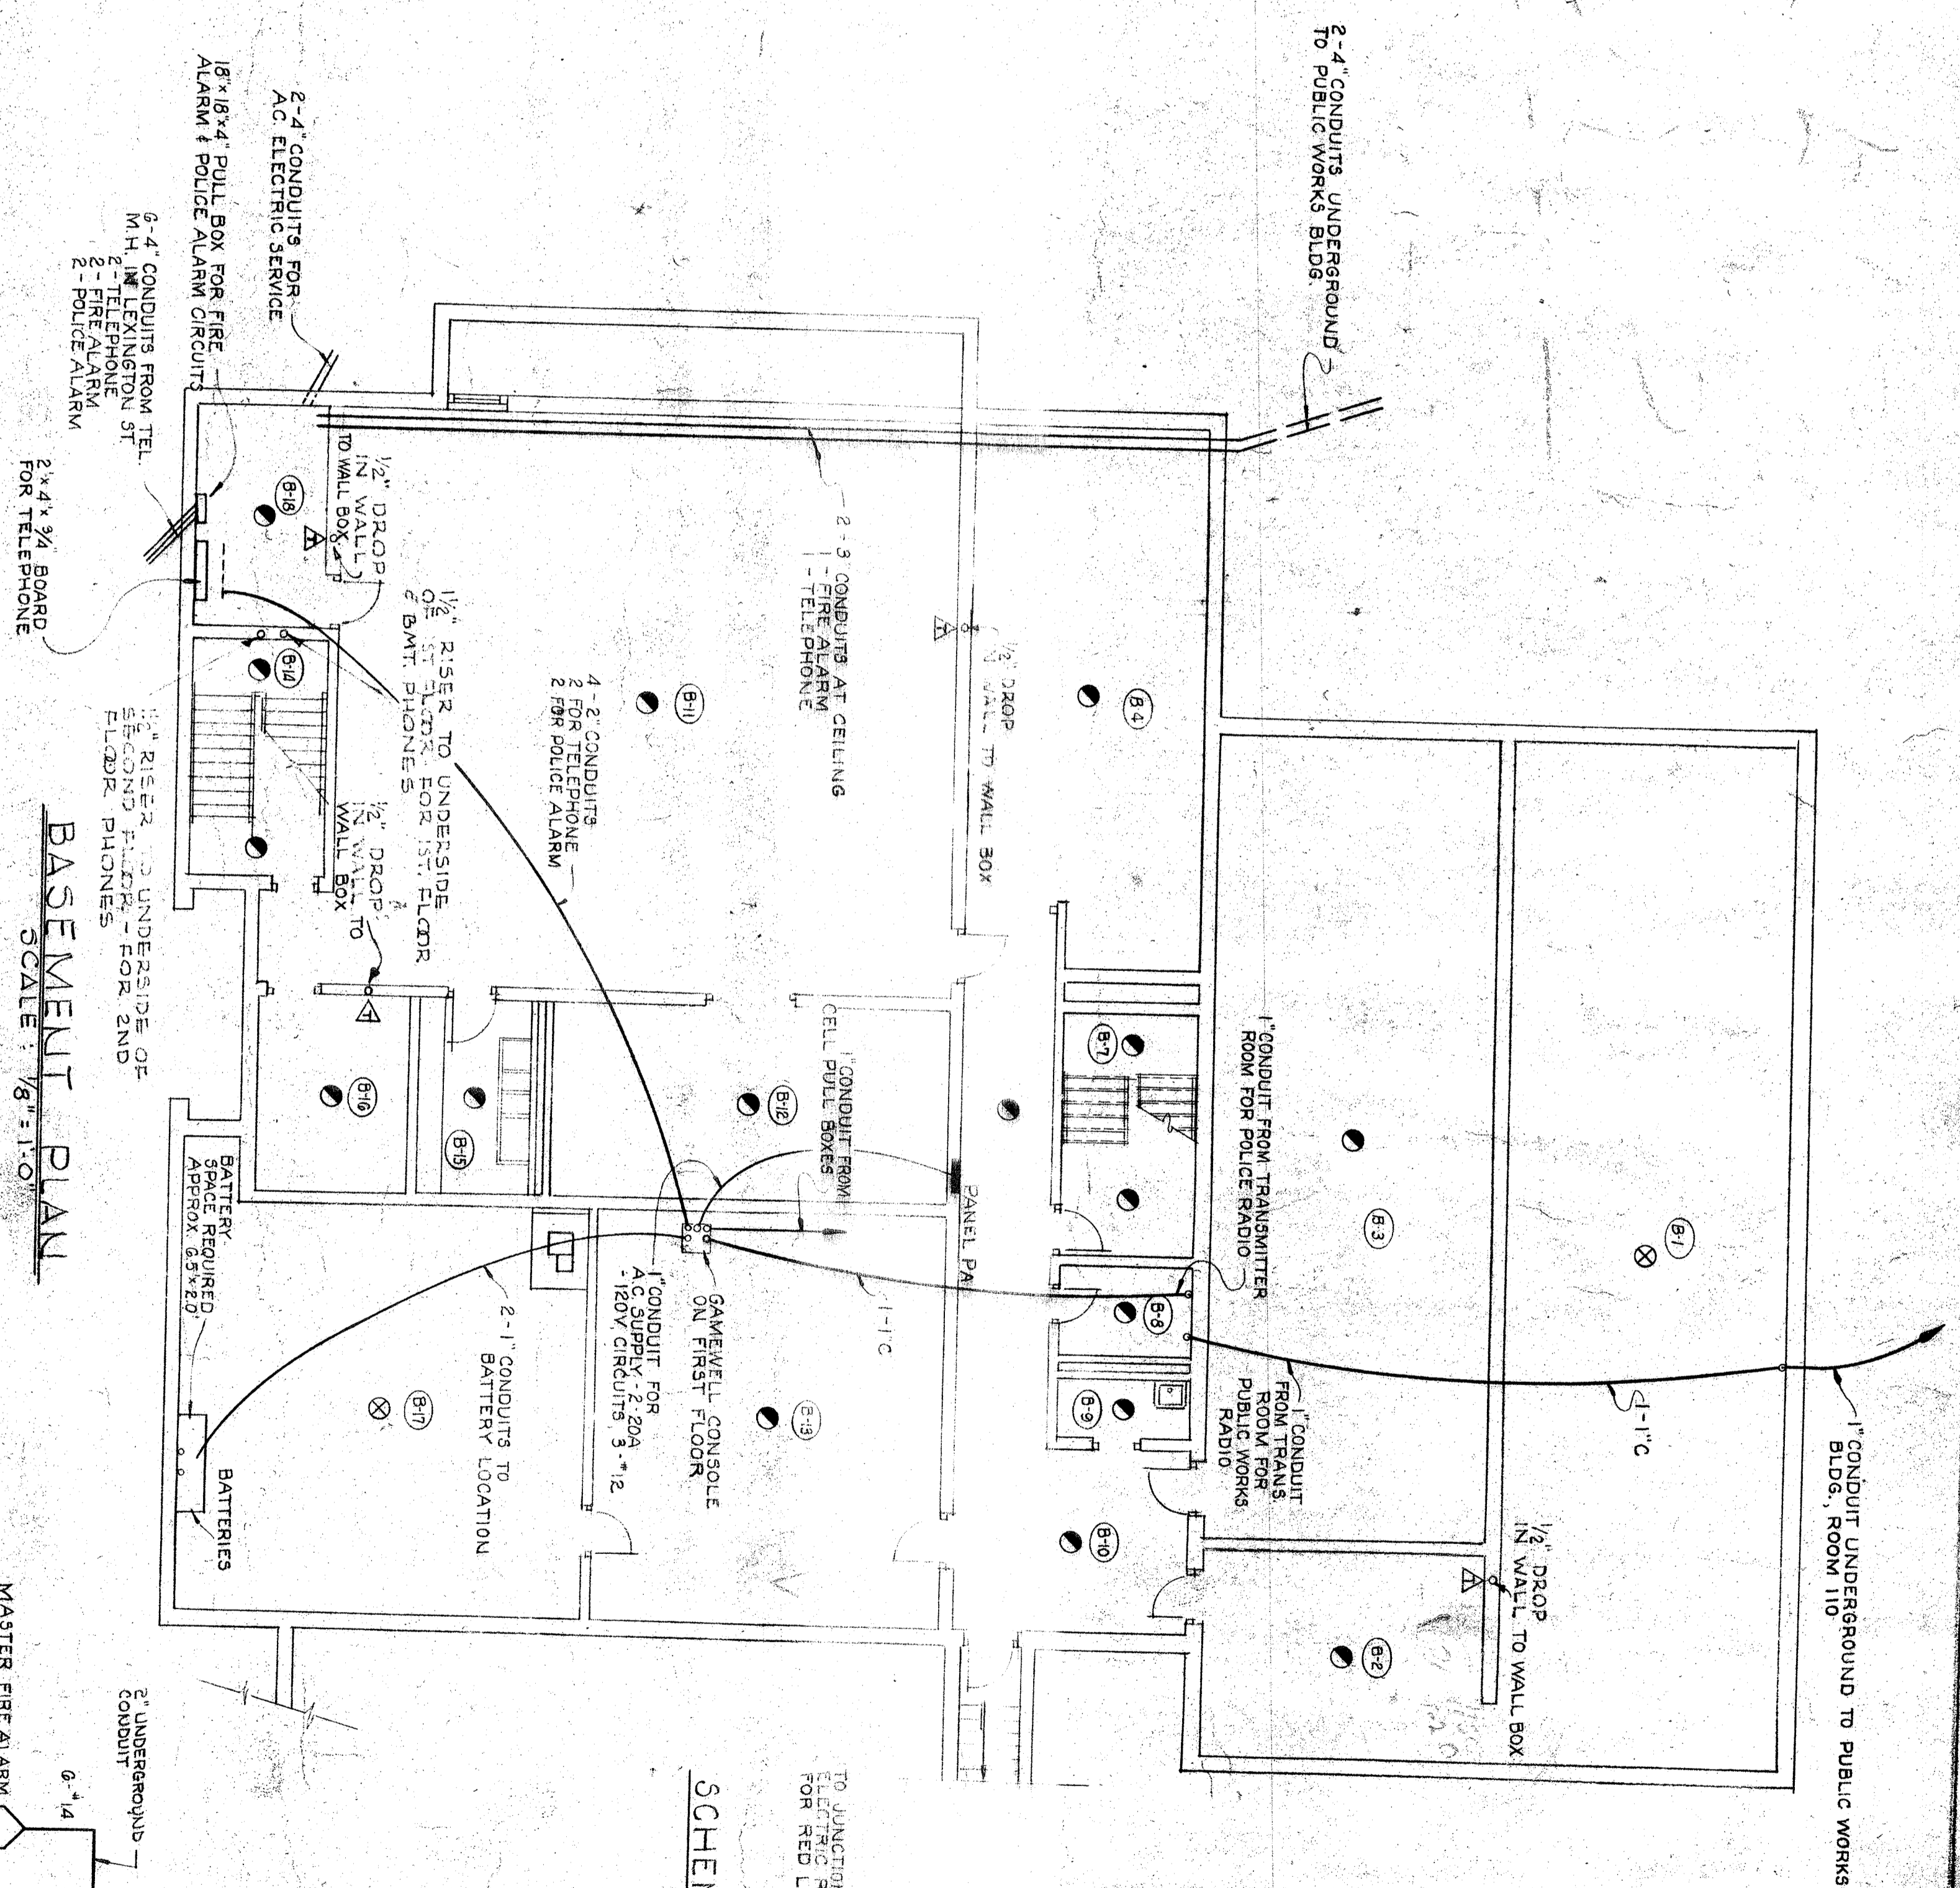 2-4" CONDUITS UNDERGROUND
TO PUBLIC WORKS BLDG.
2-4" CONDUITS FOR
A.C. ELECTRIC SERVICE
18"x18"x4" PULL BOX FOR FIRE
ALARM & POLICE ALARM CIRCUITS
6-4" CONDUITS FROM TEL.
M.H. IN LEXINGTON ST.
2-TELEPHONE
2-FIRE ALARM
2-POLICE ALARM
2'x4'x3/4" BOARD
FOR TELEPHONE
B-18
1/2" DROP
IN WALL
TO WALL BOX
T
B-14
1 1/2" RISER TO UNDERSIDE
OF 1ST FLOOR FOR 1ST. FLOOR
& BMT. PHONES
1 1/2" RISER TO UNDERSIDE OF
SECOND FLOOR - FOR 2ND
FLOOR PHONES
1/2" DROP
IN WALL TO
WALL BOX
T
4-2" CONDUITS
2 FOR TELEPHONE
2 FOR POLICE ALARM
B-11
2-3 CONDUITS AT CEILING
1-FIRE ALARM
1-TELEPHONE
T
1/2" DROP
WALL TO WALL BOX
B-4
B-7
1" CONDUIT FROM TRANSMITTER
ROOM FOR POLICE RADIO
B-3
B-1
B-16
B-15
B-12
1" CONDUIT FROM
CELL PULL BOXES
PANEL PA
B-8
B-9
1-1"C
1" CONDUIT
FROM TRANS.
ROOM FOR
PUBLIC WORKS
RADIO
1-1"C
1" CONDUIT UNDERGROUND TO PUBLIC WORKS
BLDG., ROOM 110
BATTERY-
SPACE REQUIRED
APPROX. 6.5'x2.0'
BATTERIES
B-17
2-1" CONDUITS TO
BATTERY LOCATION
GAMEWELL CONSOLE
ON FIRST FLOOR
1" CONDUIT FOR
A.C. SUPPLY-2-20A
-120V, CIRCUITS, 3-#12
B-13
B-10
B-2
T
1/2" DROP
IN WALL TO WALL BOX
BASEMENT PLAN
SCALE: 1/8"=1'-0"
2" UNDERGROUND
CONDUIT
6-#14
MASTER FIRE ALARM
TO JUNCTION
ELECTRIC
FOR RED